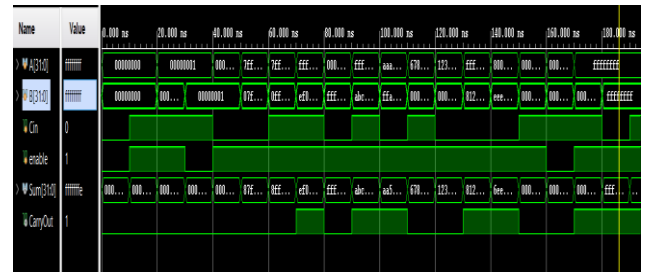 Name Value 0.000 ns 20.000 ns 40.000 ns 60.000 ns 80.000 ns 100.000 ns 120.000 ns 140.000 ns 160.000 ns 180.000 ns
A[31:0] ffffffff 00000000 00000001 000... 7ff... 7ff... fff... 000... fff... aaa... 670... 123... fff... 000... 000... 000... ffffffff
B[31:0] ffffffff 00000000 000... 00000001 07f... 0ff... ef0... fff... abc... ffa... 000... 000... 012... eee... 000... 000... 000... ffffffff
Cin 0
enable 1
Sum[31:0] fffffffe 000... 000... 000... 000... 000... 87f... 0ff... ef0... fff... abc... aa5... 670... 123... 012... 6ee... 000... 000... 000... fff... ..
CarryOut 1